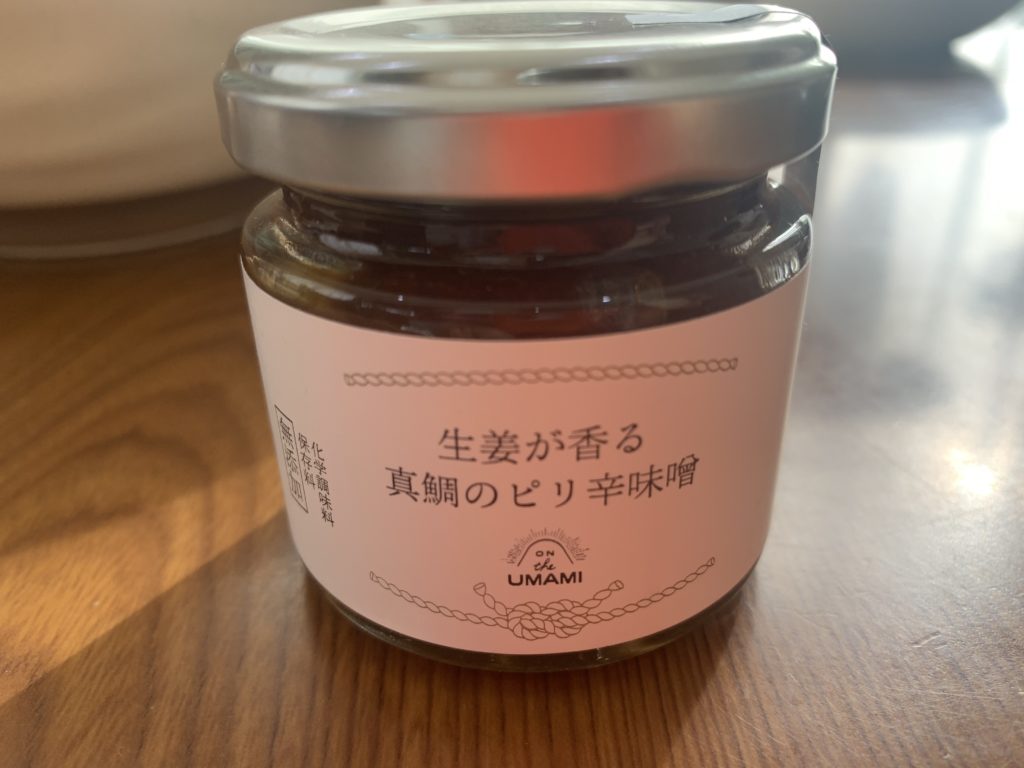 生姜が香る
真鯛のピリ辛味噌
ON
the
UMAMI
化学調味料
保存料
無添加